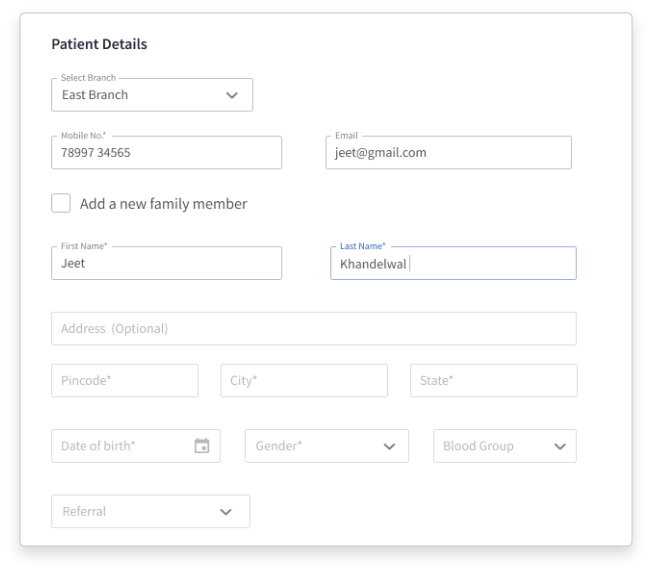 Patient Details
Select Branch
East Branch
Mobile No.*
Email
78997 34565
jeet@gmail.com
Add a new family member
First Name*
Last Name*
Jeet
Khandelwal
Address (Optional)
Pincode*
City*
State*
Date of birth*
Gender*
Blood Group
Referral